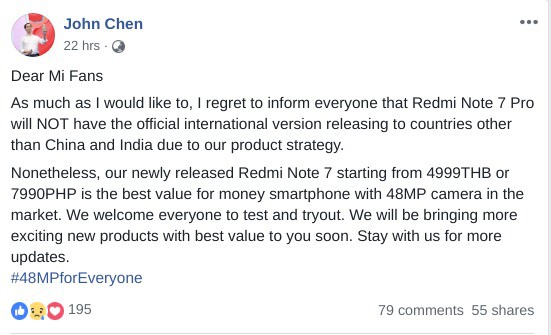 John Chen
22 hrs ·
Dear Mi Fans
As much as I would like to, I regret to inform everyone that Redmi Note 7 Pro
will NOT have the official international version releasing to countries other
than China and India due to our product strategy.
Nonetheless, our newly released Redmi Note 7 starting from 4999THB or
7990PHP is the best value for money smartphone with 48MP camera in the
market. We welcome everyone to test and tryout. We will be bringing more
exciting new products with best value to you soon. Stay with us for more
updates.
#48MPforEveryone
195 79 comments 55 shares